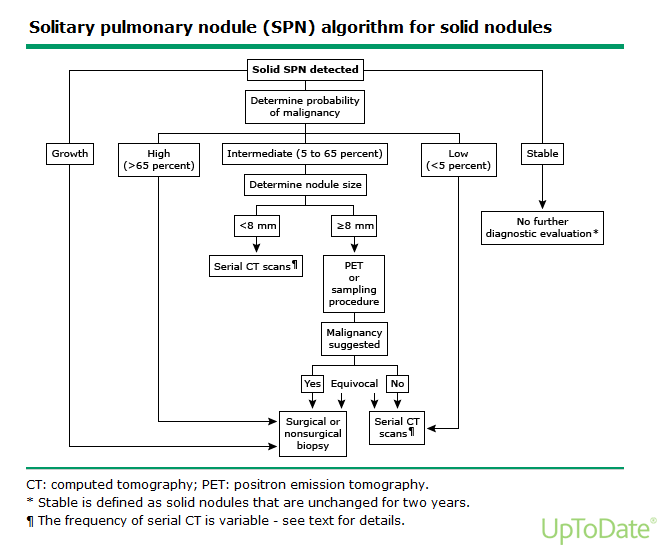 Solitary pulmonary nodule (SPN) algorithm for solid nodules
Solid SPN detected
Determine probability
of malignancy
Growth
High
(>65 percent)
Intermediate (5 to 65 percent)
Low
(<5 percent)
Stable
Determine nodule size
No further
diagnostic evaluation*
<8 mm
≥8 mm
Serial CT scans¶
PET
or
sampling
procedure
Malignancy
suggested
Yes
Equivocal
No
Surgical or
nonsurgical
biopsy
Serial CT
scans¶
CT: computed tomography; PET: positron emission tomography.
* Stable is defined as solid nodules that are unchanged for two years.
¶ The frequency of serial CT is variable - see text for details.
UpToDate®